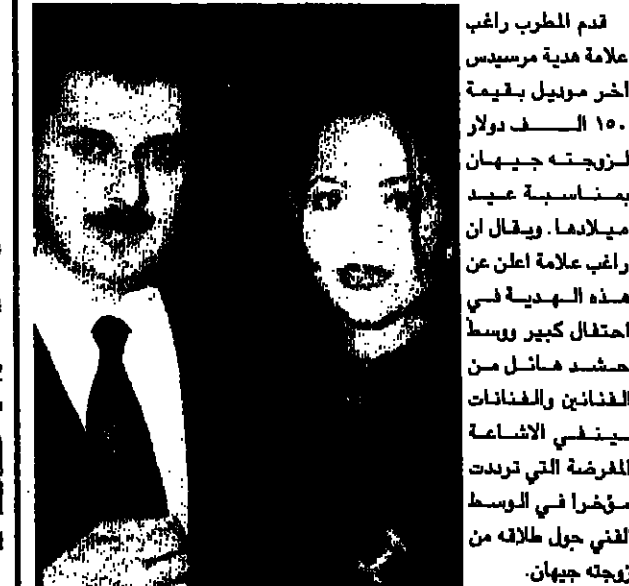 قدم المطرب راغب
علامة هدية مرسيدس
اخر موديل بقيمة
١٥٠ الـف دولار
لزوجته جيهان
بمناسبة عيد
ميلادها. ويقال ان
راغب علامة اعلن عن
هذه الهدية في
احتفال كبير ووسط
حشد هائل من
الفنانين والفنانات
لينفي الاشاعة
المغرضة التي ترددت
مؤخرا في الوسط
الفني حول طلاقه من
زوجته جيهان.